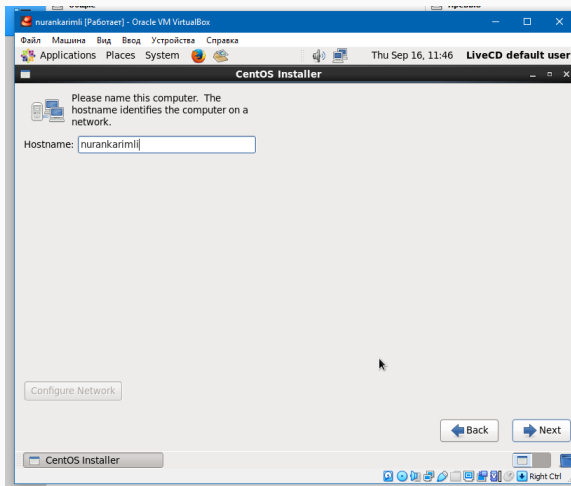 nurankarimli [Работает] - Oracle VM VirtualBox
Файл Машина Вид Ввод Устройства Справка
Applications Places System Thu Sep 16, 11:46 LiveCD default user
CentOS Installer
Please name this computer. The
hostname identifies the computer on a
network.
Hostname: nurankarimli
Configure Network
Back Next
CentOS Installer
Right Ctrl